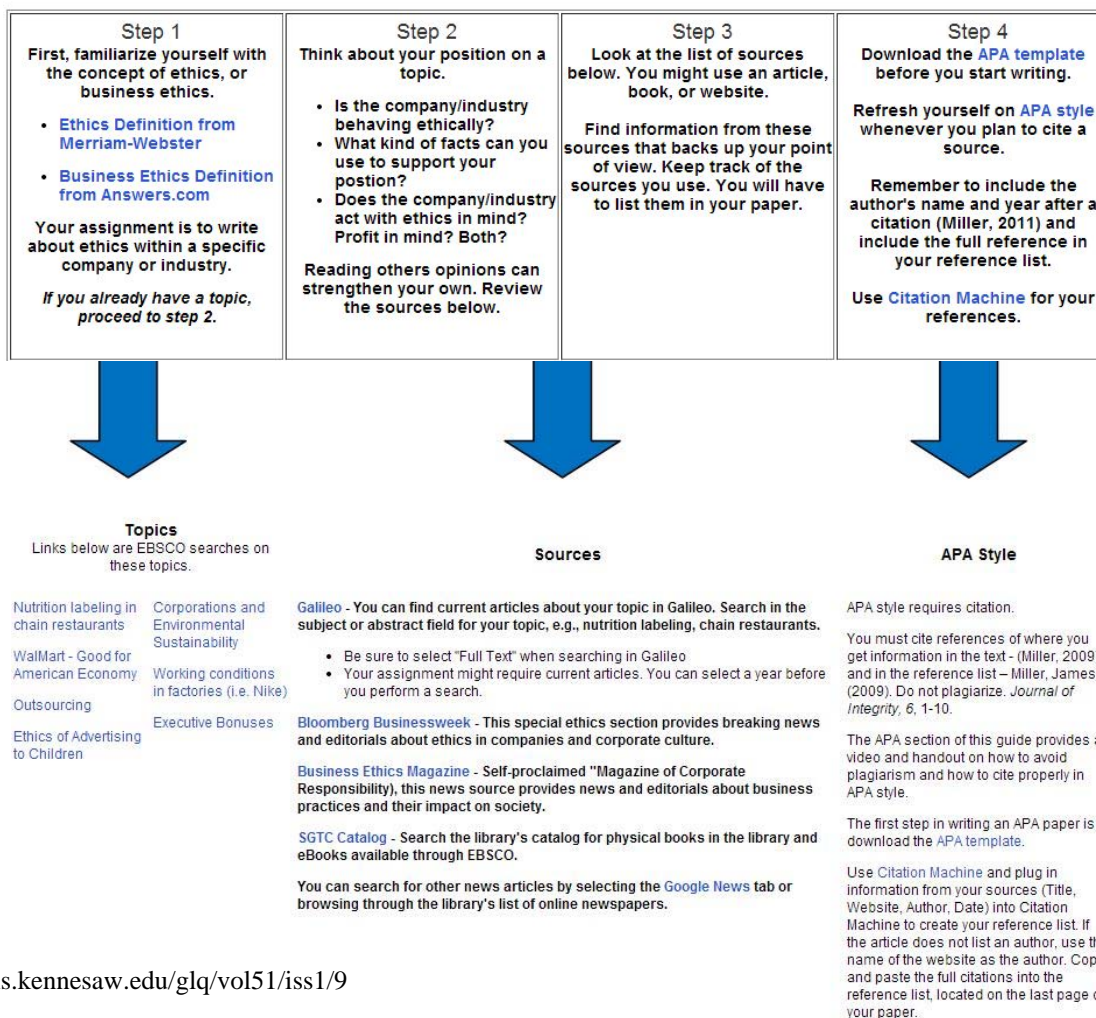 Step 1
First, familiarize yourself with
the concept of ethics, or
business ethics.
• Ethics Definition from
Merriam-Webster
• Business Ethics Definition
from Answers.com
Your assignment is to write
about ethics within a specific
company or industry.
If you already have a topic,
proceed to step 2.
Step 2
Think about your position on a
topic.
• Is the company/industry
behaving ethically?
• What kind of facts can you
use to support your
postion?
• Does the company/industry
act with ethics in mind?
Profit in mind? Both?
Reading others opinions can
strengthen your own. Review
the sources below.
Step 3
Look at the list of sources
below. You might use an article,
book, or website.
Find information from these
sources that backs up your point
of view. Keep track of the
sources you use. You will have
to list them in your paper.
Step 4
Download the APA template
before you start writing.
Refresh yourself on APA style
whenever you plan to cite a
source.
Remember to include the
author's name and year after a
citation (Miller, 2011) and
include the full reference in
your reference list.
Use Citation Machine for your
references.
Topics
Links below are EBSCO searches on
these topics.
Nutrition labeling in
chain restaurants
WalMart - Good for
American Economy
Outsourcing
Ethics of Advertising
to Children
Corporations and
Environmental
Sustainability
Working conditions
in factories (i.e. Nike)
Executive Bonuses
Sources
Galileo - You can find current articles about your topic in Galileo. Search in the
subject or abstract field for your topic, e.g., nutrition labeling, chain restaurants.
• Be sure to select "Full Text" when searching in Galileo
• Your assignment might require current articles. You can select a year before
you perform a search.
Bloomberg Businessweek - This special ethics section provides breaking news
and editorials about ethics in companies and corporate culture.
Business Ethics Magazine - Self-proclaimed "Magazine of Corporate
Responsibility), this news source provides news and editorials about business
practices and their impact on society.
SGTC Catalog - Search the library's catalog for physical books in the library and
eBooks available through EBSCO.
You can search for other news articles by selecting the Google News tab or
browsing through the library's list of online newspapers.
APA Style
APA style requires citation.
You must cite references of where you
get information in the text - (Miller, 2009
and in the reference list – Miller, James
(2009). Do not plagiarize. Journal of
Integrity, 6, 1-10.
The APA section of this guide provides a
video and handout on how to avoid
plagiarism and how to cite properly in
APA style.
The first step in writing an APA paper is
download the APA template.
Use Citation Machine and plug in
information from your sources (Title,
Website, Author, Date) into Citation
Machine to create your reference list. If
the article does not list an author, use th
name of the website as the author. Cop
and paste the full citations into the
reference list, located on the last page o
your paper.
s.kennesaw.edu/glq/vol51/iss1/9